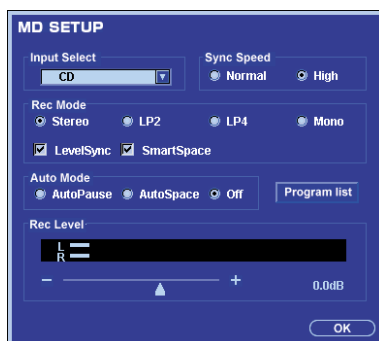 MD SETUP
Input Select
CD
Sync Speed
Normal High
Rec Mode
Stereo LP2 LP4 Mono
LevelSync SmartSpace
Auto Mode
AutoPause AutoSpace Off
Program list
Rec Level
L
R
− +
0.0dB
OK